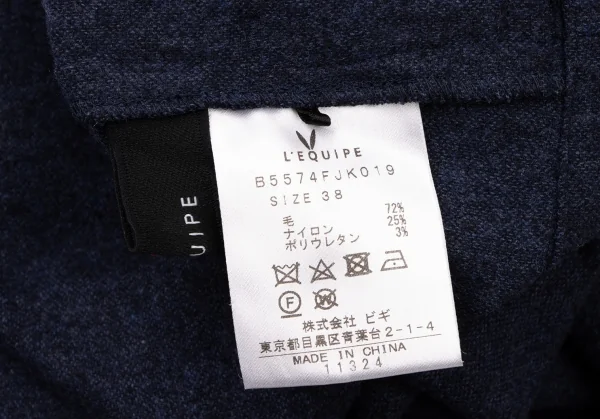 L'EQUIPE
B5574FJK019
SIZE 38
毛 72%
ナイロン 25%
ポリウレタン 3%
F
W
株式会社 ビギ
東京都目黒区青葉台2-1-4
MADE IN CHINA
11324
UIPE